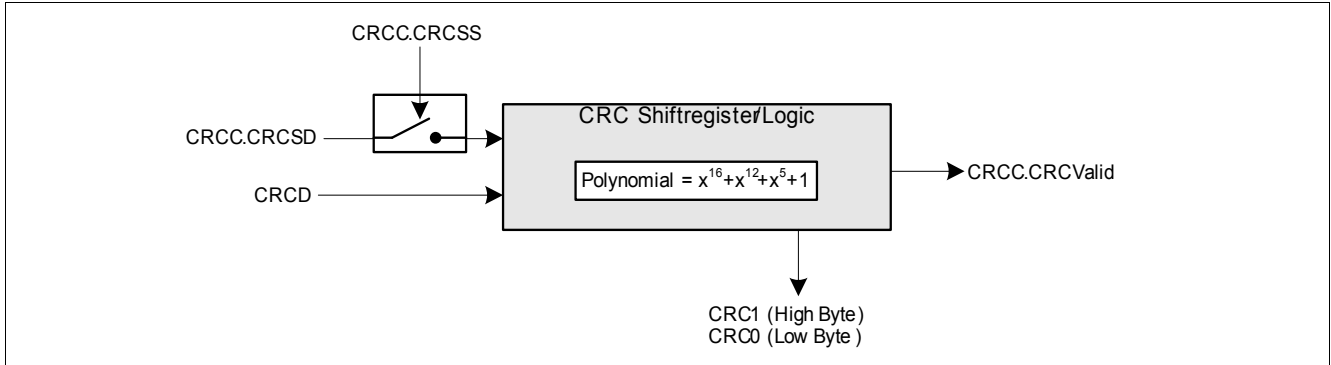 CRCC.CRCSS
CRC Shiftregister/Logic
CRCC.CRCSD
Polynomial = x¹⁶+x¹²+x⁵+1
CRCC.CRCValid
CRCD
CRC1 (High Byte)
CRC0 (Low Byte )